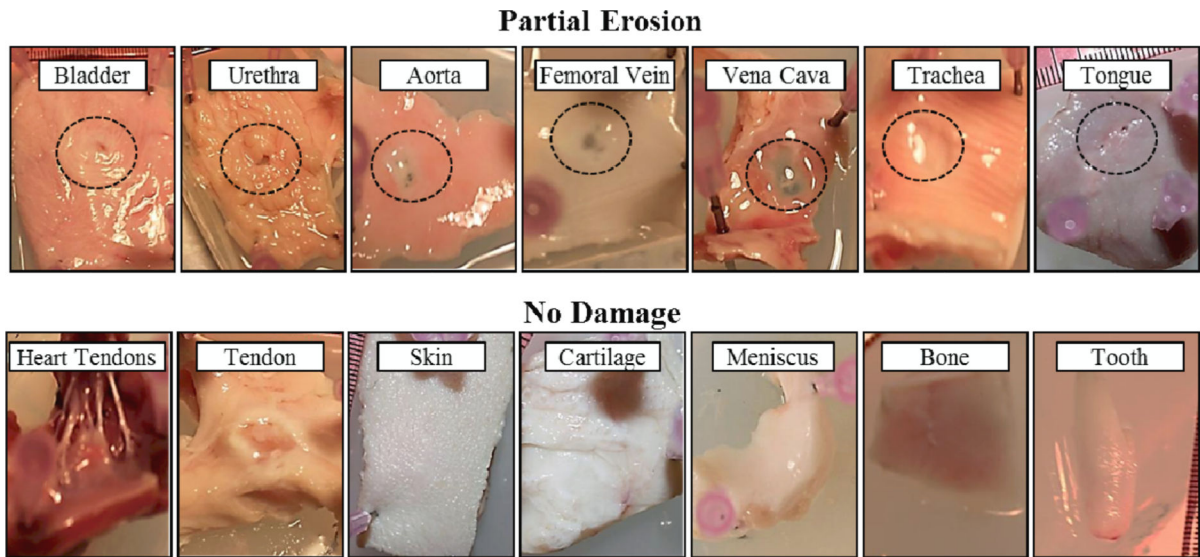 Partial Erosion
Bladder Urethra Aorta Femoral Vein Vena Cava Trachea Tongue
No Damage
Heart Tendons Tendon Skin Cartilage Meniscus Bone Tooth